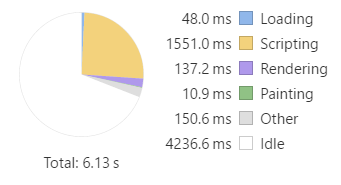 48.0 ms Loading
1551.0 ms Scripting
137.2 ms Rendering
10.9 ms Painting
150.6 ms Other
4236.6 ms Idle
Total: 6.13 s